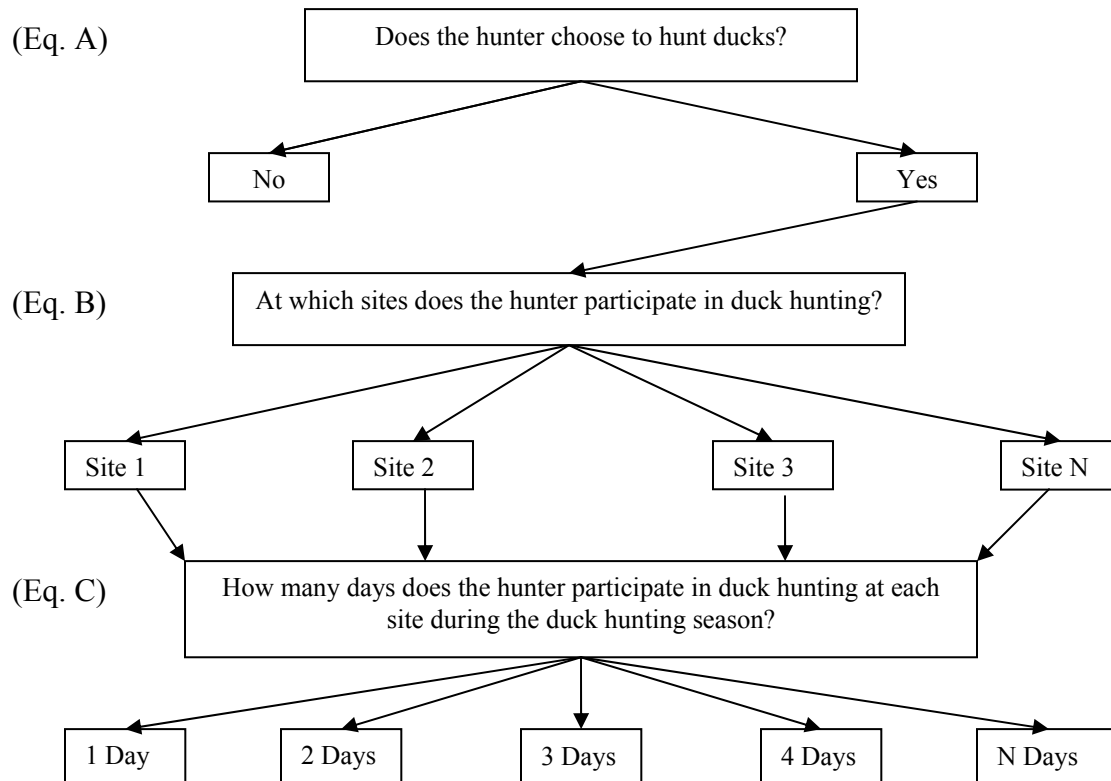 (Eq. A)
Does the hunter choose to hunt ducks?
No
Yes
(Eq. B)
At which sites does the hunter participate in duck hunting?
Site 1
Site 2
Site 3
Site N
(Eq. C)
How many days does the hunter participate in duck hunting at each
site during the duck hunting season?
1 Day
2 Days
3 Days
4 Days
N Days